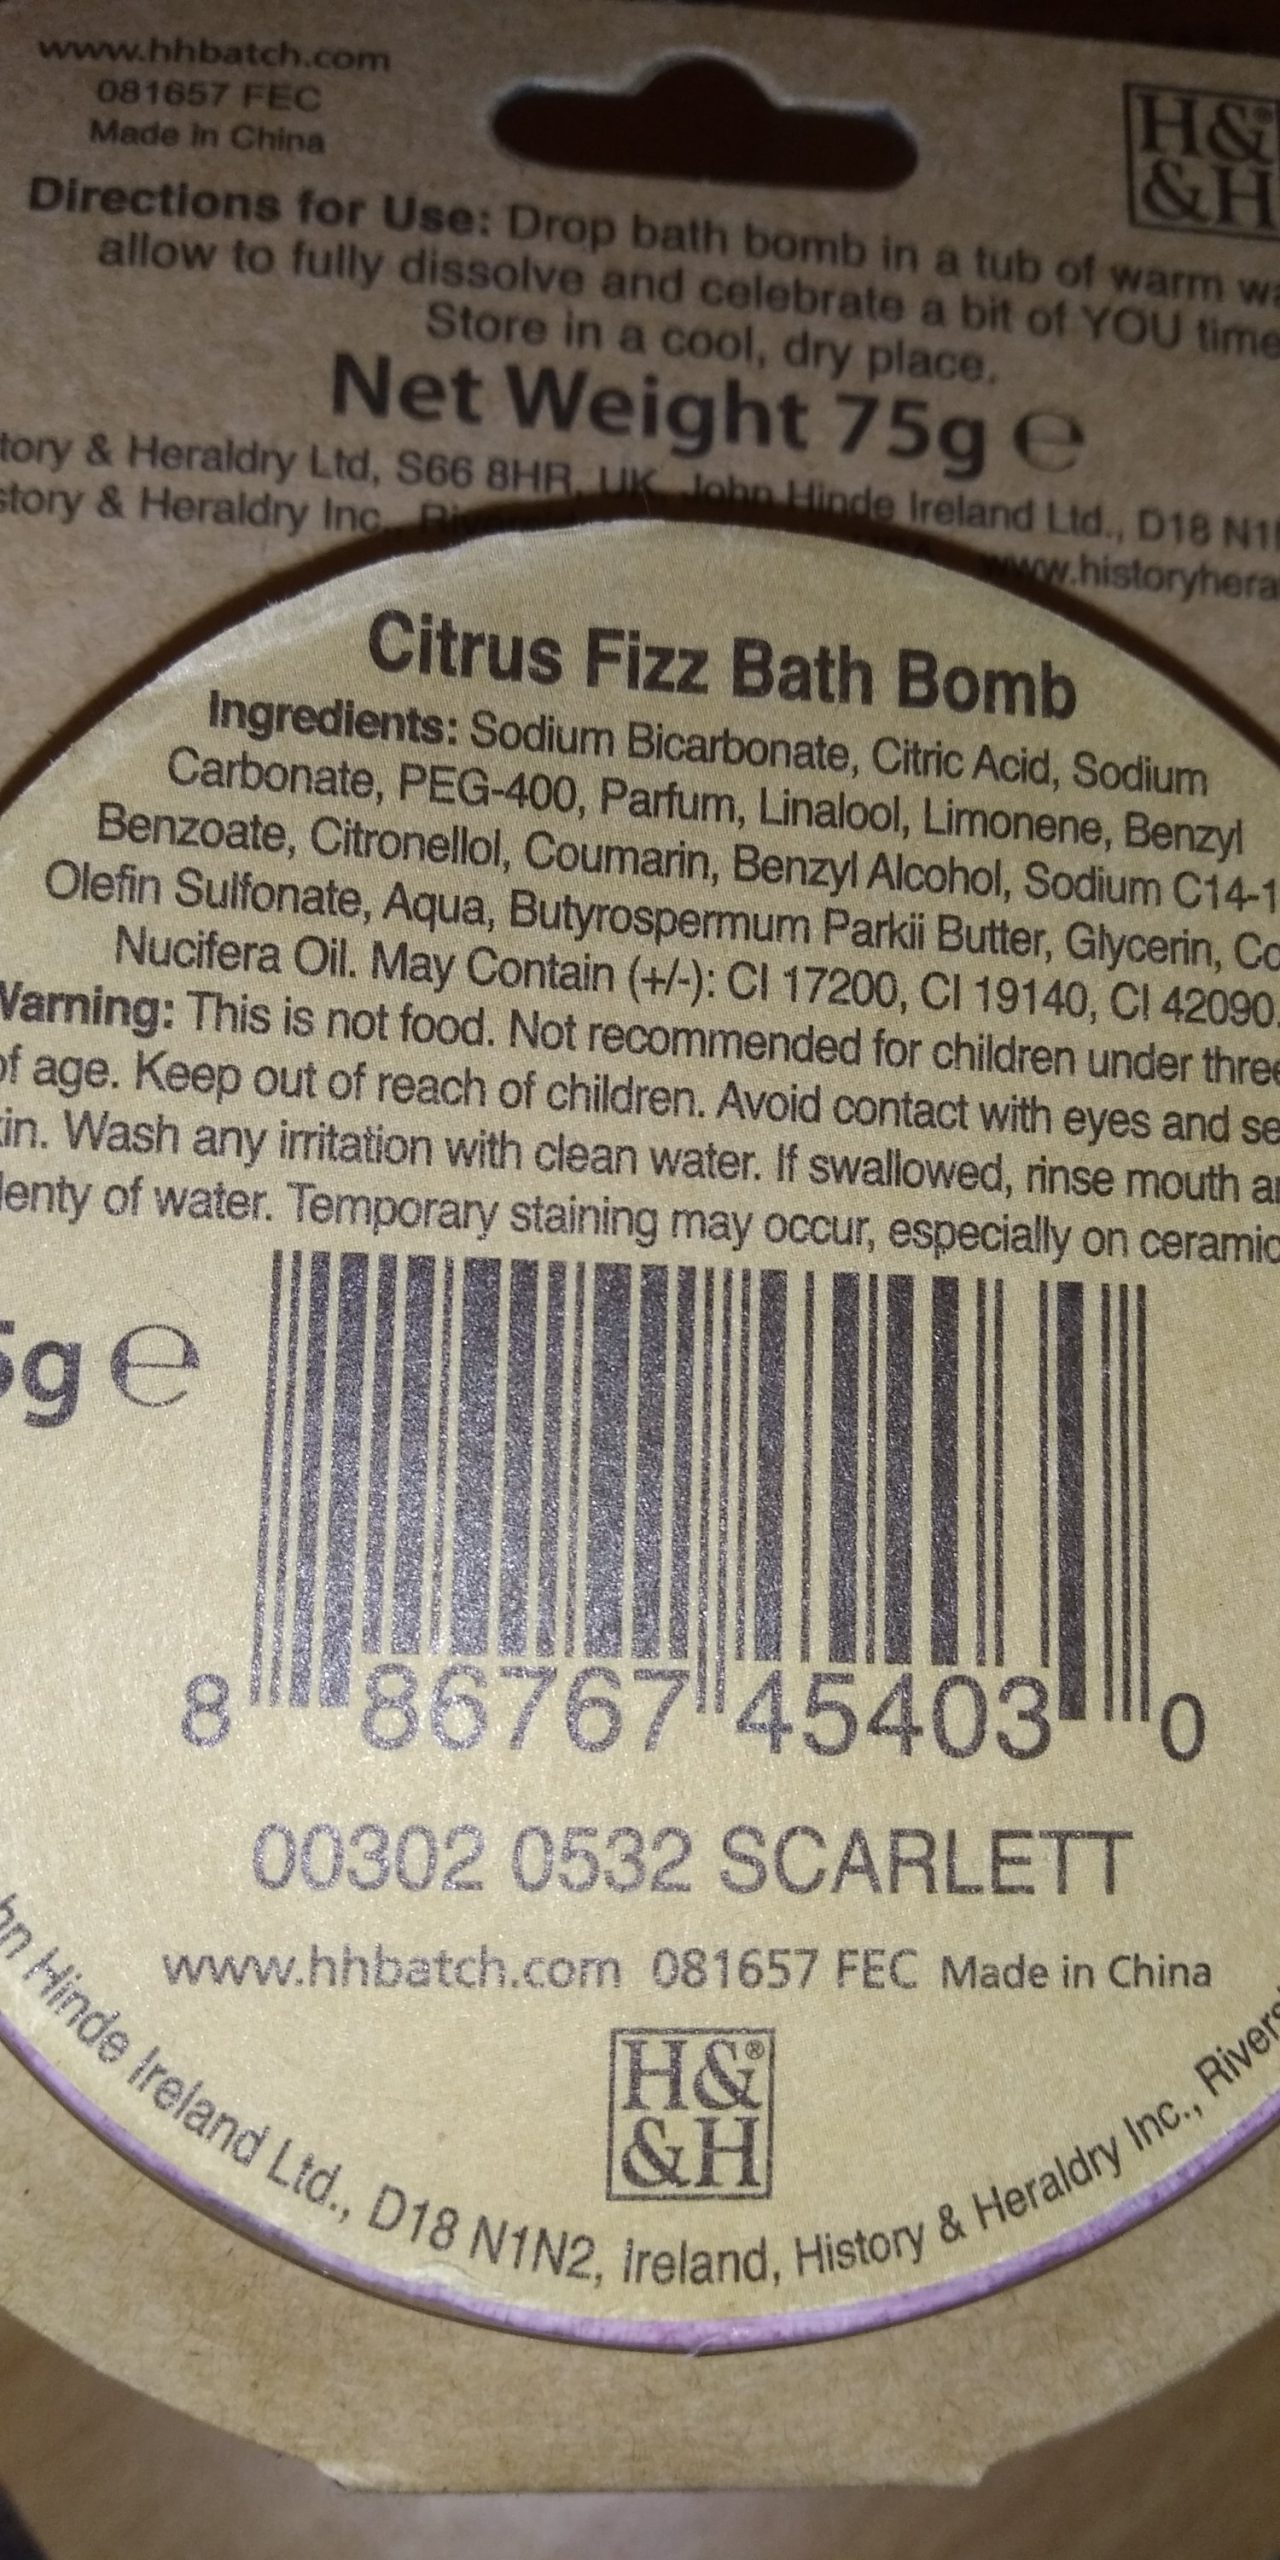 www.hhbatch.com
081657 FEC
Made in China
H&®
&H
Directions for Use: Drop bath bomb in a tub of warm
allow to fully dissolve and celebrate a bit of YOU time
Store in a cool, dry place.
Net Weight 75g ℮
tory & Heraldry Ltd, S66 8HR, UK, John Hinde Ireland Ltd., D18
story & Heraldry Inc.,
www.historyhera
Citrus Fizz Bath Bomb
Ingredients: Sodium Bicarbonate, Citric Acid, Sodium
Carbonate, PEG-400, Parfum, Linalool, Limonene, Benzyl
Benzoate, Citronellol, Coumarin, Benzyl Alcohol, Sodium C14-1
Olefin Sulfonate, Aqua, Butyrospermum Parkii Butter, Glycerin, Co
Nucifera Oil. May Contain (+/-): CI 17200, CI 19140, CI 42090.
Warning: This is not food. Not recommended for children under three
of age. Keep out of reach of children. Avoid contact with eyes and se
kin. Wash any irritation with clean water. If swallowed, rinse mouth
lenty of water. Temporary staining may occur, especially on ceramic
5g ℮
8 86767 45403 0
00302 0532 SCARLETT
www.hhbatch.com 081657 FEC Made in China
H&®
&H
hn Hinde Ireland Ltd., D18 N1N2, Ireland, History & Heraldry Inc., Rivers